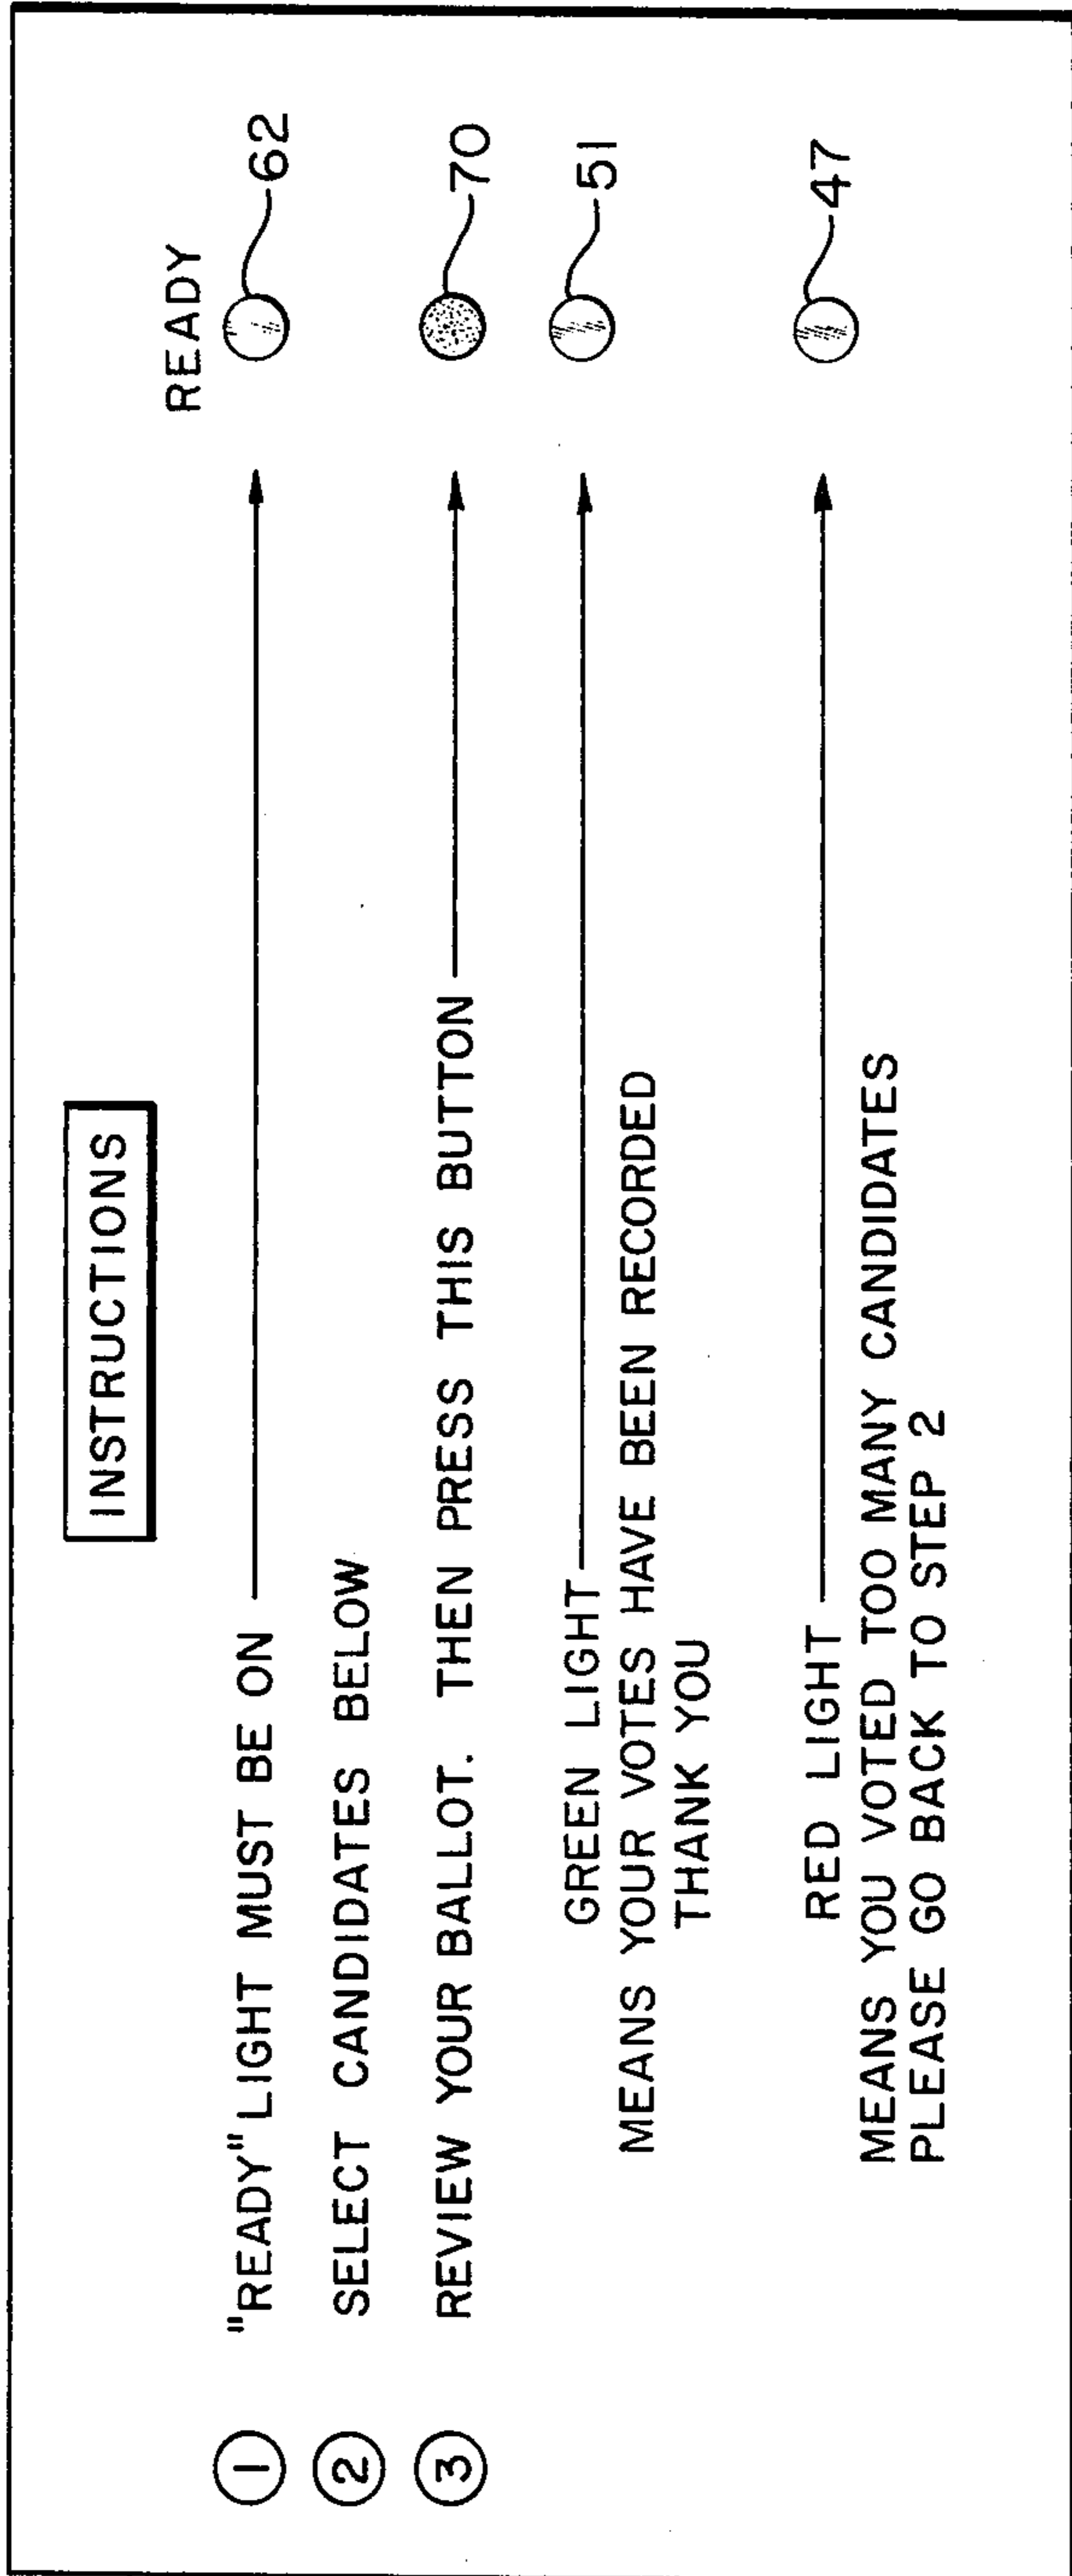 INSTRUCTIONS
READY
① "READY" LIGHT MUST BE ON 62
② SELECT CANDIDATES BELOW
③ REVIEW YOUR BALLOT. THEN PRESS THIS BUTTON 70
GREEN LIGHT 51
MEANS YOUR VOTES HAVE BEEN RECORDED
THANK YOU
RED LIGHT 47
MEANS YOU VOTED TOO MANY CANDIDATES
PLEASE GO BACK TO STEP 2